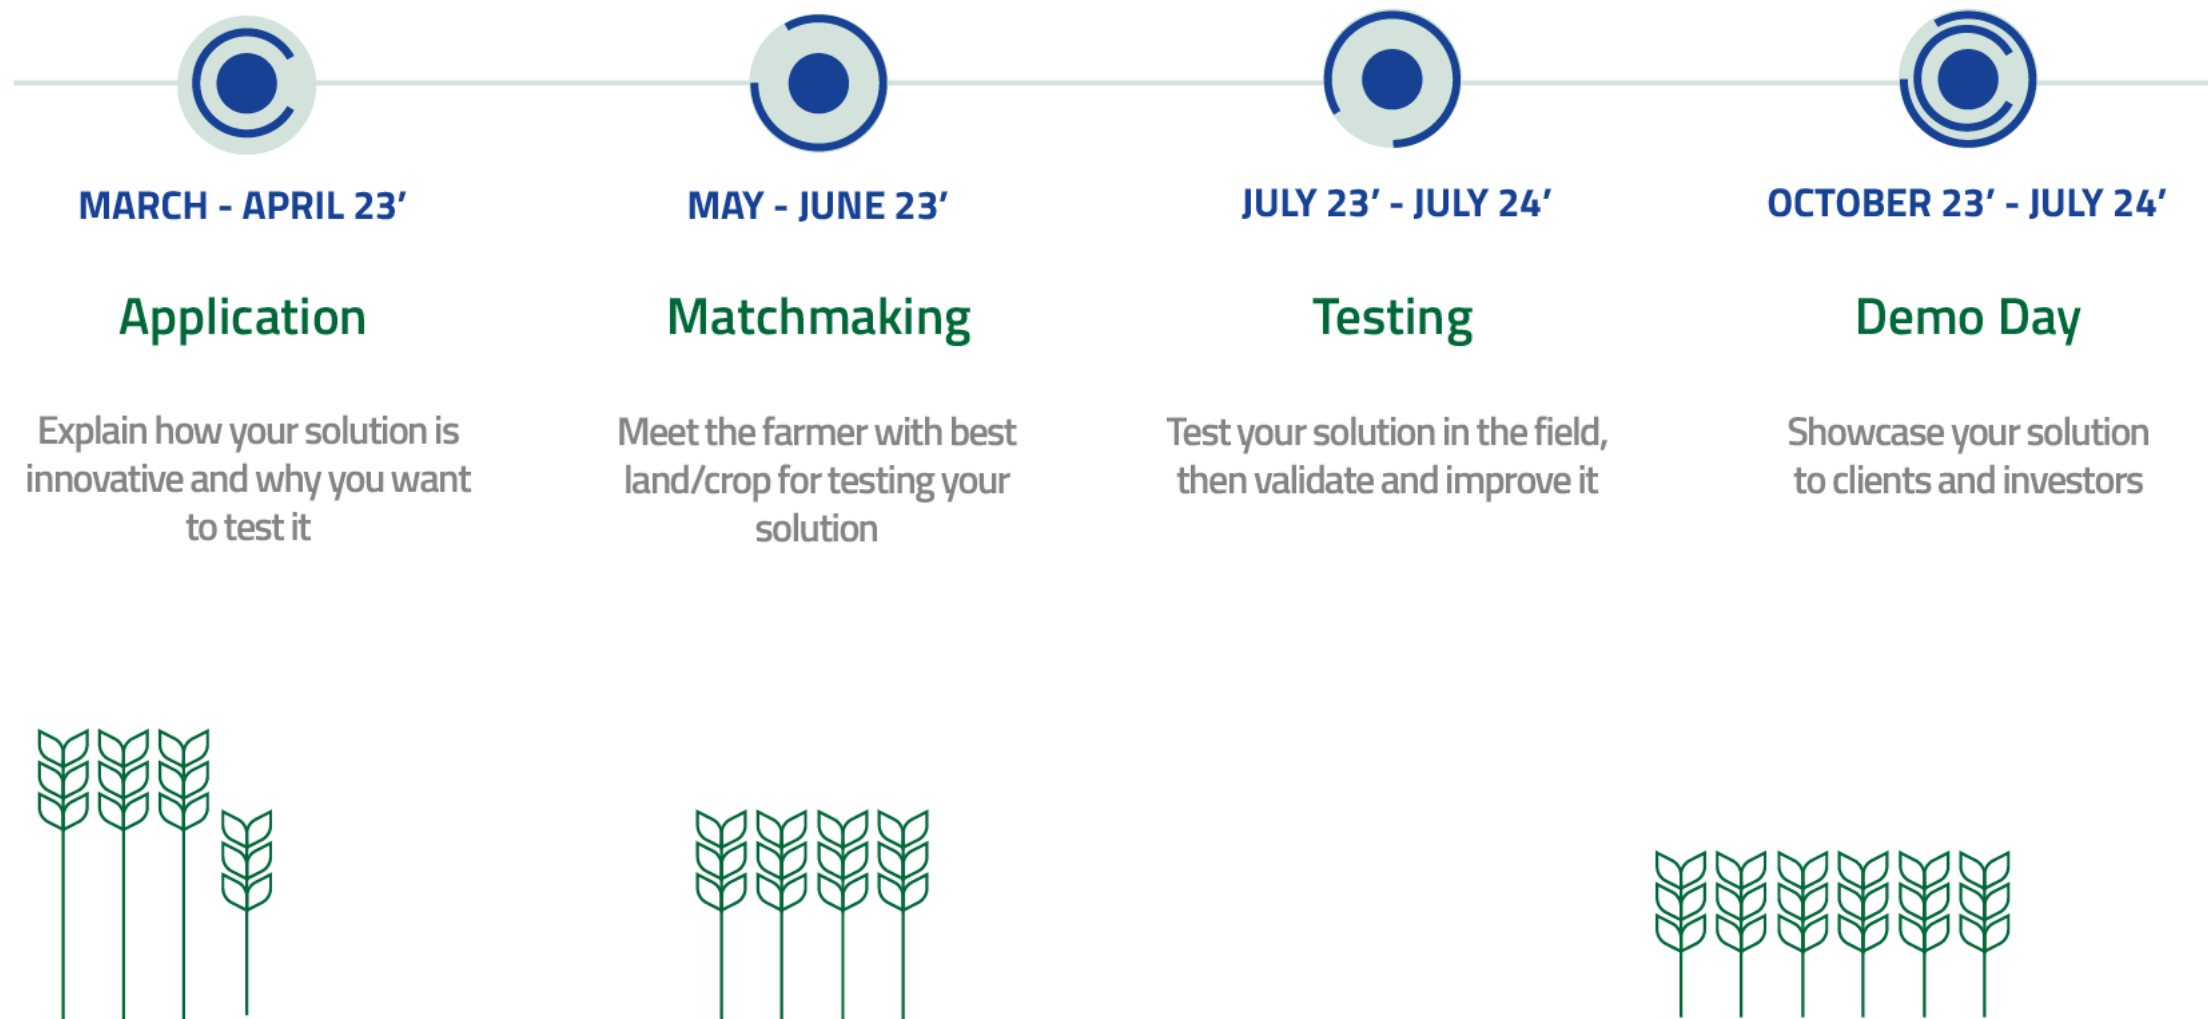 MARCH - APRIL 23’
Application
Explain how your solution is
innovative and why you want
to test it
MAY - JUNE 23’
Matchmaking
Meet the farmer with best
land/crop for testing your
solution
JULY 23’ - JULY 24’
Testing
Test your solution in the field,
then validate and improve it
OCTOBER 23’ - JULY 24’
Demo Day
Showcase your solution
to clients and investors